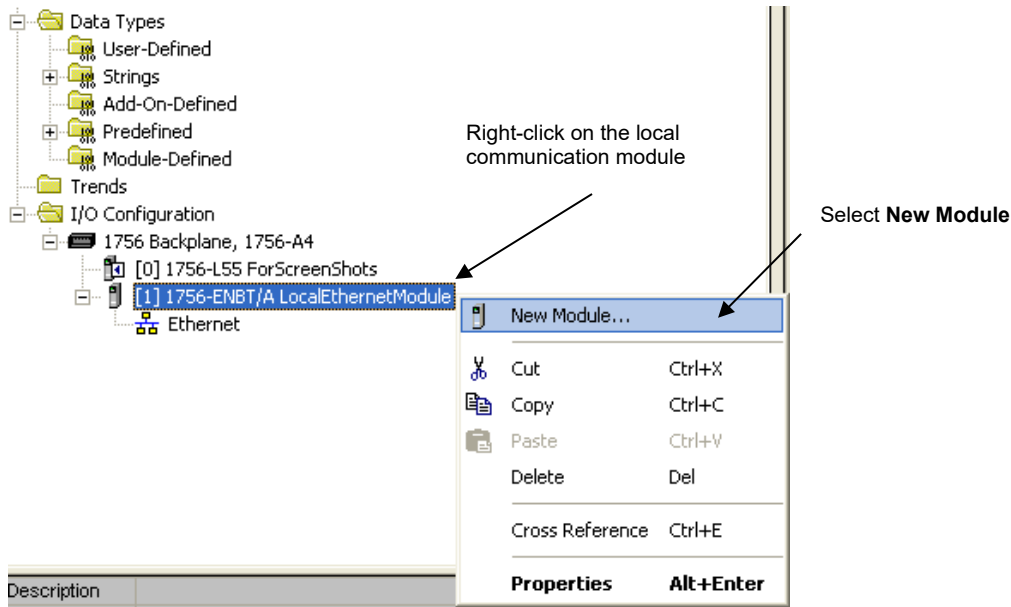 Data Types
User-Defined
Strings
Add-On-Defined
Predefined
Module-Defined
Trends
I/O Configuration
1756 Backplane, 1756-A4
[0] 1756-L55 ForScreenShots
[1] 1756-ENBT/A LocalEthernetModule
Ethernet
Right-click on the local
communication module
Select New Module
New Module...
Cut Ctrl+X
Copy Ctrl+C
Paste Ctrl+V
Delete Del
Cross Reference Ctrl+E
Properties Alt+Enter
Description